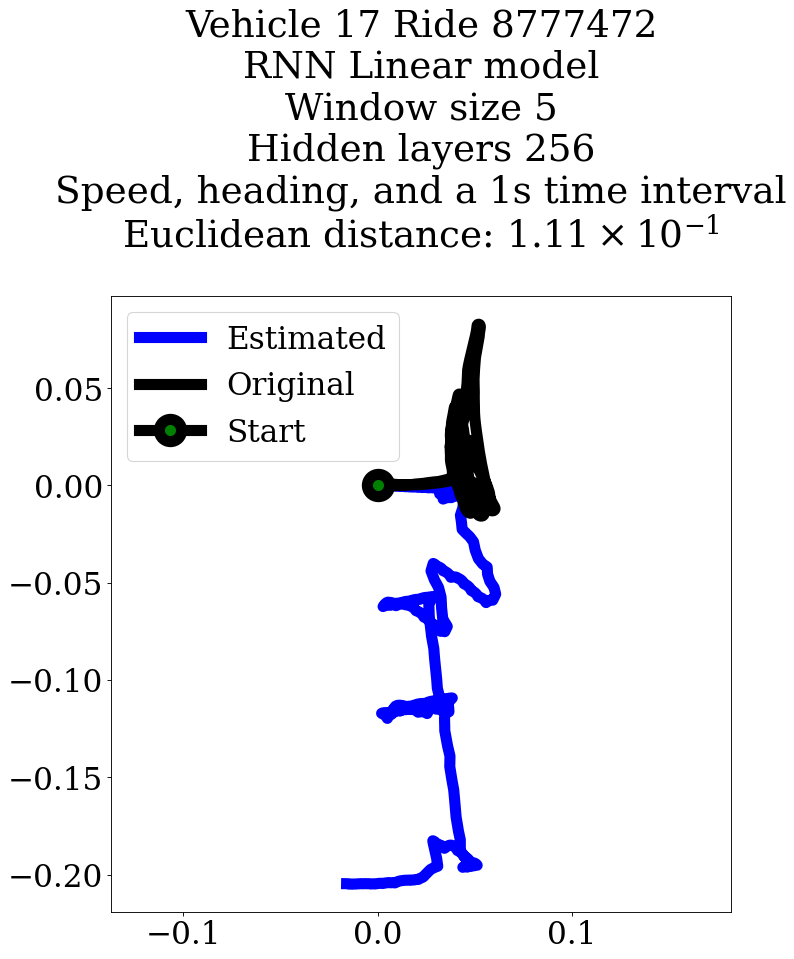 Vehicle 17 Ride 8777472
RNN Linear model
Window size 5
Hidden layers 256
Speed, heading, and a 1s time interval
Euclidean distance: 1.11 × 10⁻¹
Estimated
Original
Start
0.05
0.00
−0.05
−0.10
−0.15
−0.20
−0.1 0.0 0.1